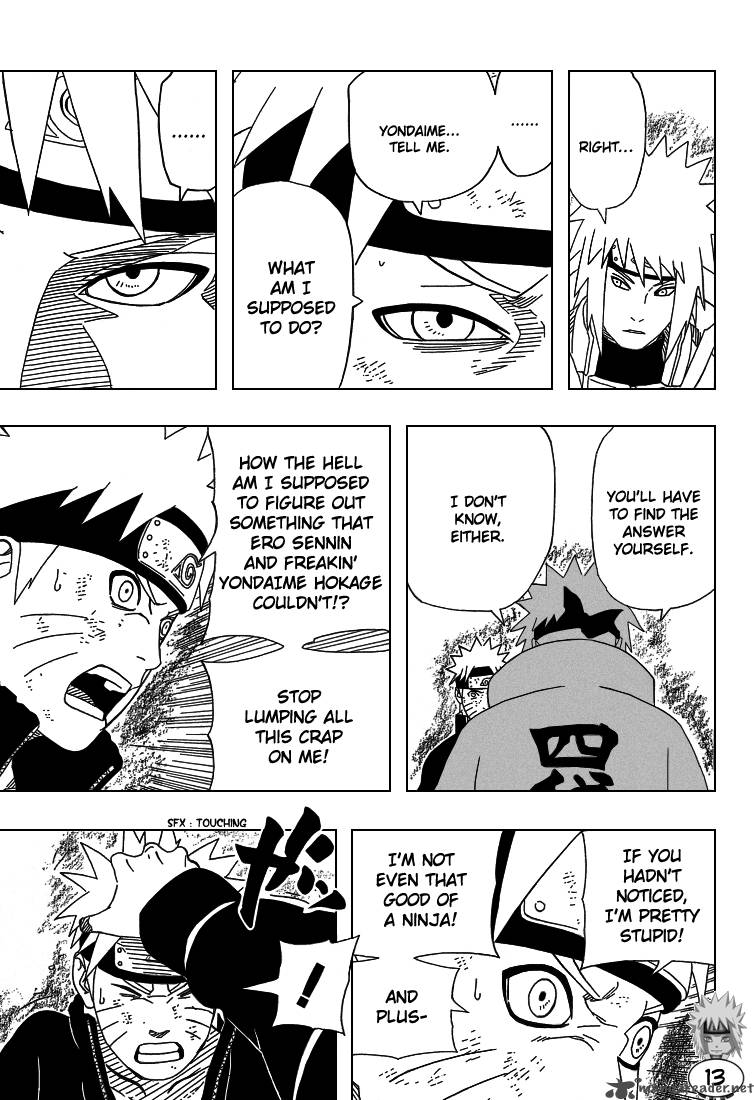 RIGHT...
......
YONDAIME...
TELL ME.
WHAT
AM I
SUPPOSED
TO DO?
......
YOU'LL HAVE
TO FIND THE
ANSWER
YOURSELF.
I DON'T
KNOW,
EITHER.
四代
HOW THE HELL
AM I SUPPOSED
TO FIGURE OUT
SOMETHING THAT
ERO SENNIN
AND FREAKIN'
YONDAIME HOKAGE
COULDN'T!?
STOP
LUMPING ALL
THIS CRAP
ON ME!
IF YOU
HADN'T
NOTICED,
I'M PRETTY
STUPID!
I'M NOT
EVEN THAT
GOOD OF
A NINJA!
AND
PLUS-
SFX : TOUCHING
ガシ
!
13